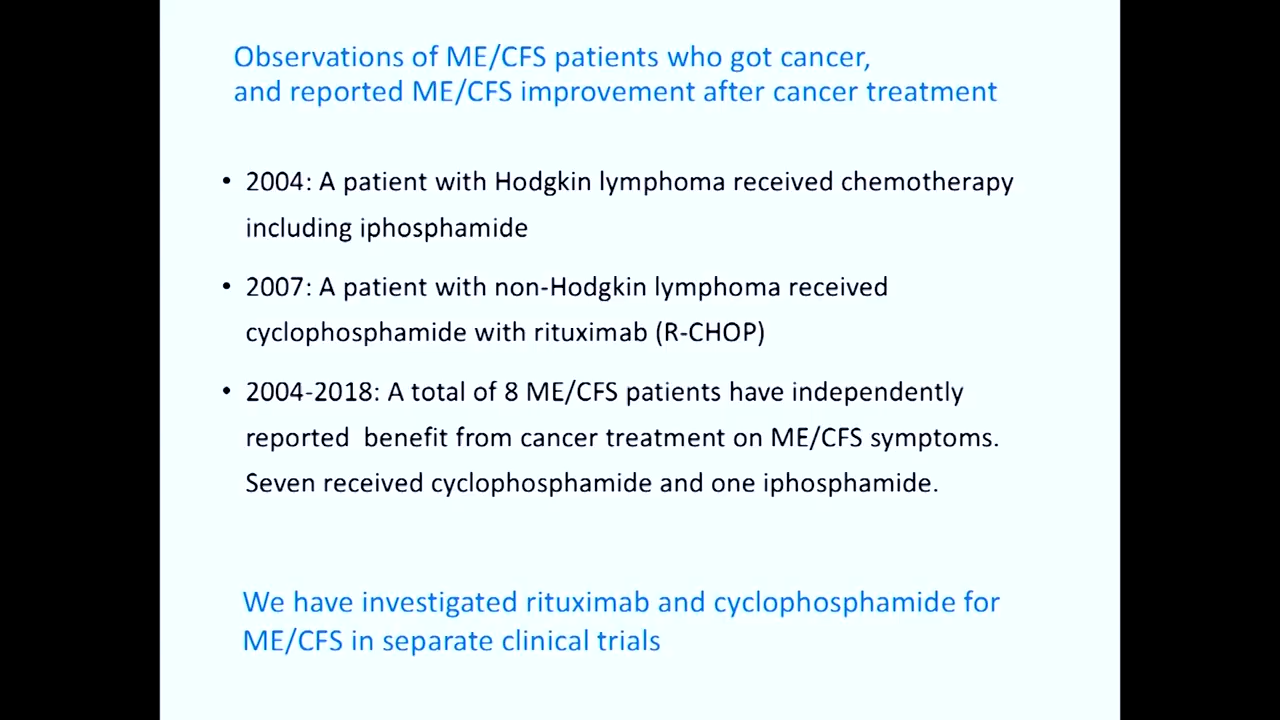 Observations of ME/CFS patients who got cancer,
and reported ME/CFS improvement after cancer treatment
• 2004: A patient with Hodgkin lymphoma received chemotherapy
including iphosphamide
• 2007: A patient with non-Hodgkin lymphoma received
cyclophosphamide with rituximab (R-CHOP)
• 2004-2018: A total of 8 ME/CFS patients have independently
reported  benefit from cancer treatment on ME/CFS symptoms.
Seven received cyclophosphamide and one iphosphamide.
We have investigated rituximab and cyclophosphamide for
ME/CFS in separate clinical trials